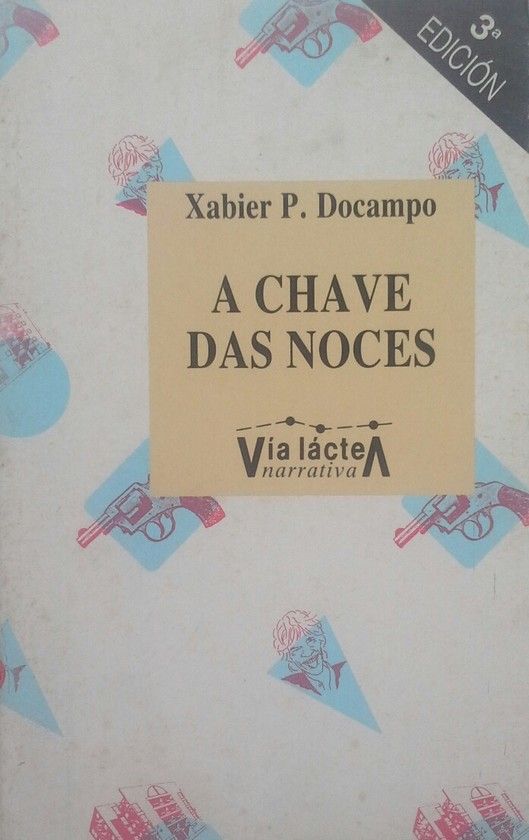 3ª
EDICIÓN
Xabier P. Docampo
A CHAVE
DAS NOCES
Vía lácteA
narrativa